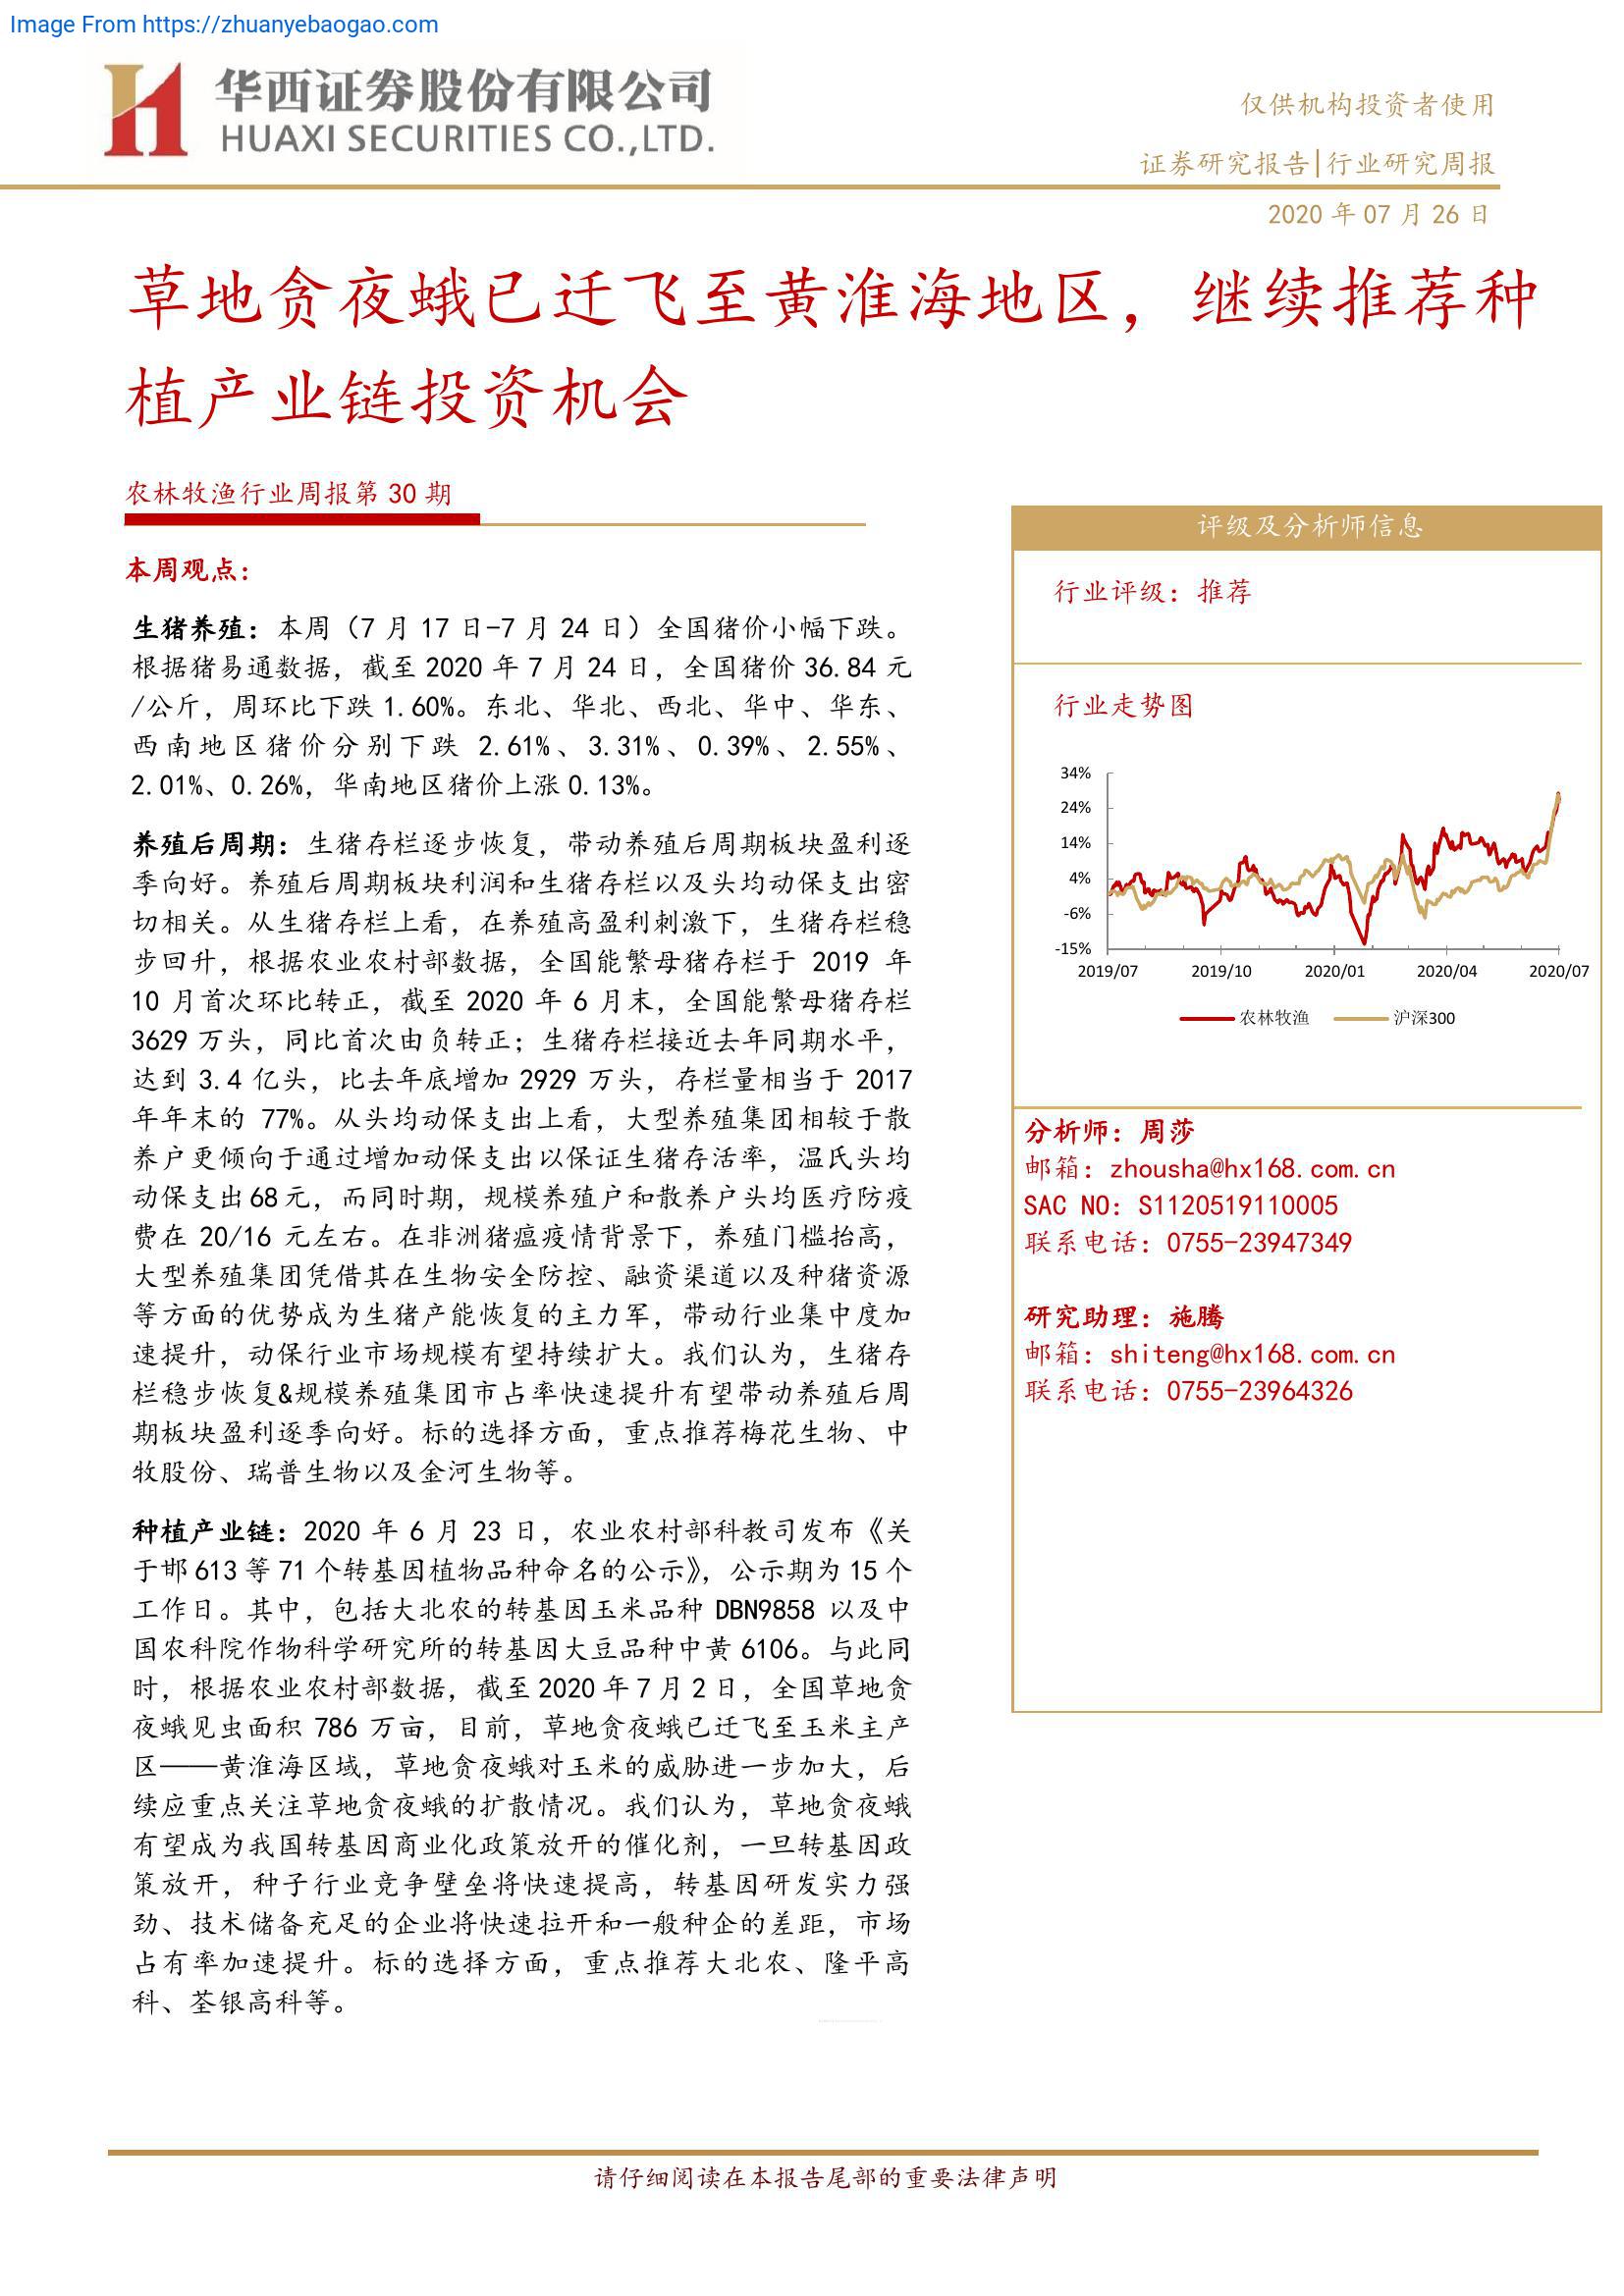 Image From https://zhuanyebaogao.com
华西证券股份有限公司
HUAXI SECURITIES CO.,LTD.
仅供机构投资者使用
证券研究报告|行业研究周报
2020 年 07 月 26 日
草地贪夜蛾已迁飞至黄淮海地区，继续推荐种
植产业链投资机会
农林牧渔行业周报第 30 期
本周观点：
生猪养殖：本周（7 月 17 日-7 月 24 日）全国猪价小幅下跌。
根据猪易通数据，截至 2020 年 7 月 24 日，全国猪价 36.84 元
/公斤，周环比下跌 1.60%。东北、华北、西北、华中、华东、
西南地区猪价分别下跌 2.61%、3.31%、0.39%、2.55%、
2.01%、0.26%，华南地区猪价上涨 0.13%。
养殖后周期：生猪存栏逐步恢复，带动养殖后周期板块盈利逐
季向好。养殖后周期板块利润和生猪存栏以及头均动保支出密
切相关。从生猪存栏上看，在养殖高盈利刺激下，生猪存栏稳
步回升，根据农业农村部数据，全国能繁母猪存栏于 2019 年
10 月首次环比转正，截至 2020 年 6 月末，全国能繁母猪存栏
3629 万头，同比首次由负转正；生猪存栏接近去年同期水平，
达到 3.4 亿头，比去年底增加 2929 万头，存栏量相当于 2017
年年末的 77%。从头均动保支出上看，大型养殖集团相较于散
养户更倾向于通过增加动保支出以保证生猪存活率，温氏头均
动保支出 68 元，而同时期，规模养殖户和散养户头均医疗防疫
费在 20/16 元左右。在非洲猪瘟疫情背景下，养殖门槛抬高，
大型养殖集团凭借其在生物安全防控、融资渠道以及种猪资源
等方面的优势成为生猪产能恢复的主力军，带动行业集中度加
速提升，动保行业市场规模有望持续扩大。我们认为，生猪存
栏稳步恢复&规模养殖集团市占率快速提升有望带动养殖后周
期板块盈利逐季向好。标的选择方面，重点推荐梅花生物、中
牧股份、瑞普生物以及金河生物等。
种植产业链：2020 年 6 月 23 日，农业农村部科教司发布《关
于邯 613 等 71 个转基因植物品种命名的公示》，公示期为 15 个
工作日。其中，包括大北农的转基因玉米品种 DBN9858 以及中
国农科院作物科学研究所的转基因大豆品种中黄 6106。与此同
时，根据农业农村部数据，截至 2020 年 7 月 2 日，全国草地贪
夜蛾见虫面积 786 万亩，目前，草地贪夜蛾已迁飞至玉米主产
区——黄淮海区域，草地贪夜蛾对玉米的威胁进一步加大，后
续应重点关注草地贪夜蛾的扩散情况。我们认为，草地贪夜蛾
有望成为我国转基因商业化政策放开的催化剂，一旦转基因政
策放开，种子行业竞争壁垒将快速提高，转基因研发实力强
劲、技术储备充足的企业将快速拉开和一般种企的差距，市场
占有率加速提升。标的选择方面，重点推荐大北农、隆平高
科、荃银高科等。
评级及分析师信息
行业评级：推荐
行业走势图
34%
24%
14%
4%
-6%
-15%
2019/07 2019/10 2020/01 2020/04 2020/07
农林牧渔 沪深300
分析师：周莎
邮箱：zhousha@hx168.com.cn
SAC NO：S1120519110005
联系电话：0755-23947349
研究助理：施腾
邮箱：shiteng@hx168.com.cn
联系电话：0755-23964326
请仔细阅读在本报告尾部的重要法律声明